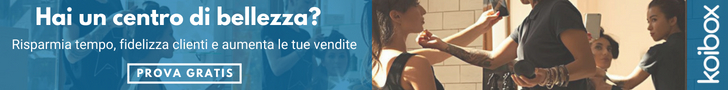 Hai un centro di bellezza?
Risparmia tempo, fidelizza clienti e aumenta le tue vendite
PROVA GRATIS
koibox